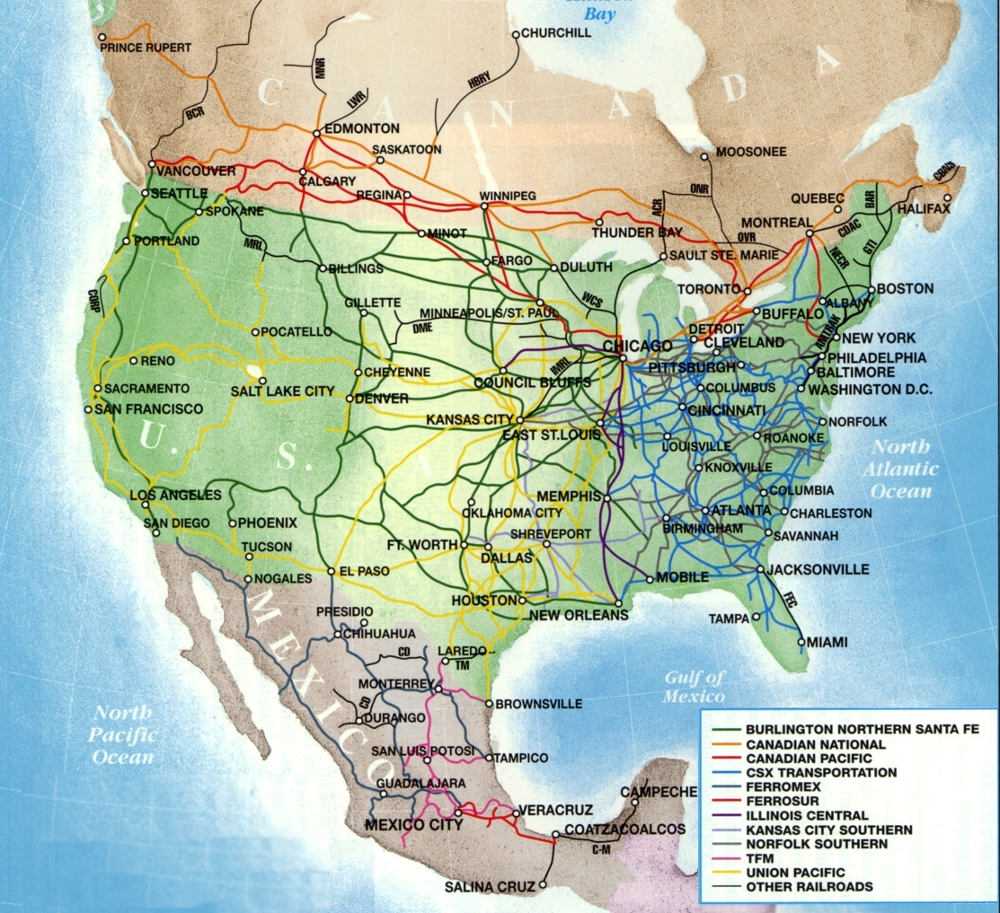 Hudson
Bay
CHURCHILL
PRINCE RUPERT
MNR
HBRY
LWR
BCR
C A N A D A
EDMONTON
SASKATOON
MOOSONEE
VANCOUVER
CALGARY
CBNS
SEATTLE
REGINA
WINNIPEG
ONR
ACR
QUEBEC
BAR
HALIFAX
SPOKANE
MONTREAL
CDAC
PORTLAND
MRL
MINOT
THUNDER BAY
OVR
GTI
SAULT STE. MARIE
NECR
BILLINGS
FARGO
DULUTH
CORP
WCS
TORONTO
BOSTON
GILLETTE
MINNEAPOLIS/ST. PAUL
BUFFALO
ALBANY
DME
DETROIT
AMTRAK
POCATELLO
CHICAGO
CLEVELAND
NEW YORK
RENO
IMRL
PITTSBURGH
PHILADELPHIA
CHEYENNE
BALTIMORE
SACRAMENTO
SALT LAKE CITY
COUNCIL BLUFFS
COLUMBUS
WASHINGTON D.C.
SAN FRANCISCO
DENVER
CINCINNATI
KANSAS CITY
NORFOLK
U. S. A.
EAST ST.LOUIS
LOUISVILLE
ROANOKE
North
Atlantic
Ocean
KNOXVILLE
LOS ANGELES
MEMPHIS
COLUMBIA
SAN DIEGO
PHOENIX
OKLAHOMA CITY
ATLANTA
CHARLESTON
BIRMINGHAM
TUCSON
FT. WORTH
SHREVEPORT
SAVANNAH
DALLAS
NOGALES
EL PASO
MOBILE
JACKSONVILLE
HOUSTON
FEC
PRESIDIO
NEW ORLEANS
TAMPA
CHIHUAHUA
MIAMI
M E X I C O
CD
LAREDO
TM
MONTERREY
Gulf of
Mexico
CD
BROWNSVILLE
North
Pacific
Ocean
DURANGO
SAN LUIS POTOSI
TAMPICO
GUADALAJARA
CAMPECHE
MEXICO CITY
VERACRUZ
COATZACOALCOS
C-M
SALINA CRUZ
BURLINGTON NORTHERN SANTA FE
CANADIAN NATIONAL
CANADIAN PACIFIC
CSX TRANSPORTATION
FERROMEX
FERROSUR
ILLINOIS CENTRAL
KANSAS CITY SOUTHERN
NORFOLK SOUTHERN
TFM
UNION PACIFIC
OTHER RAILROADS